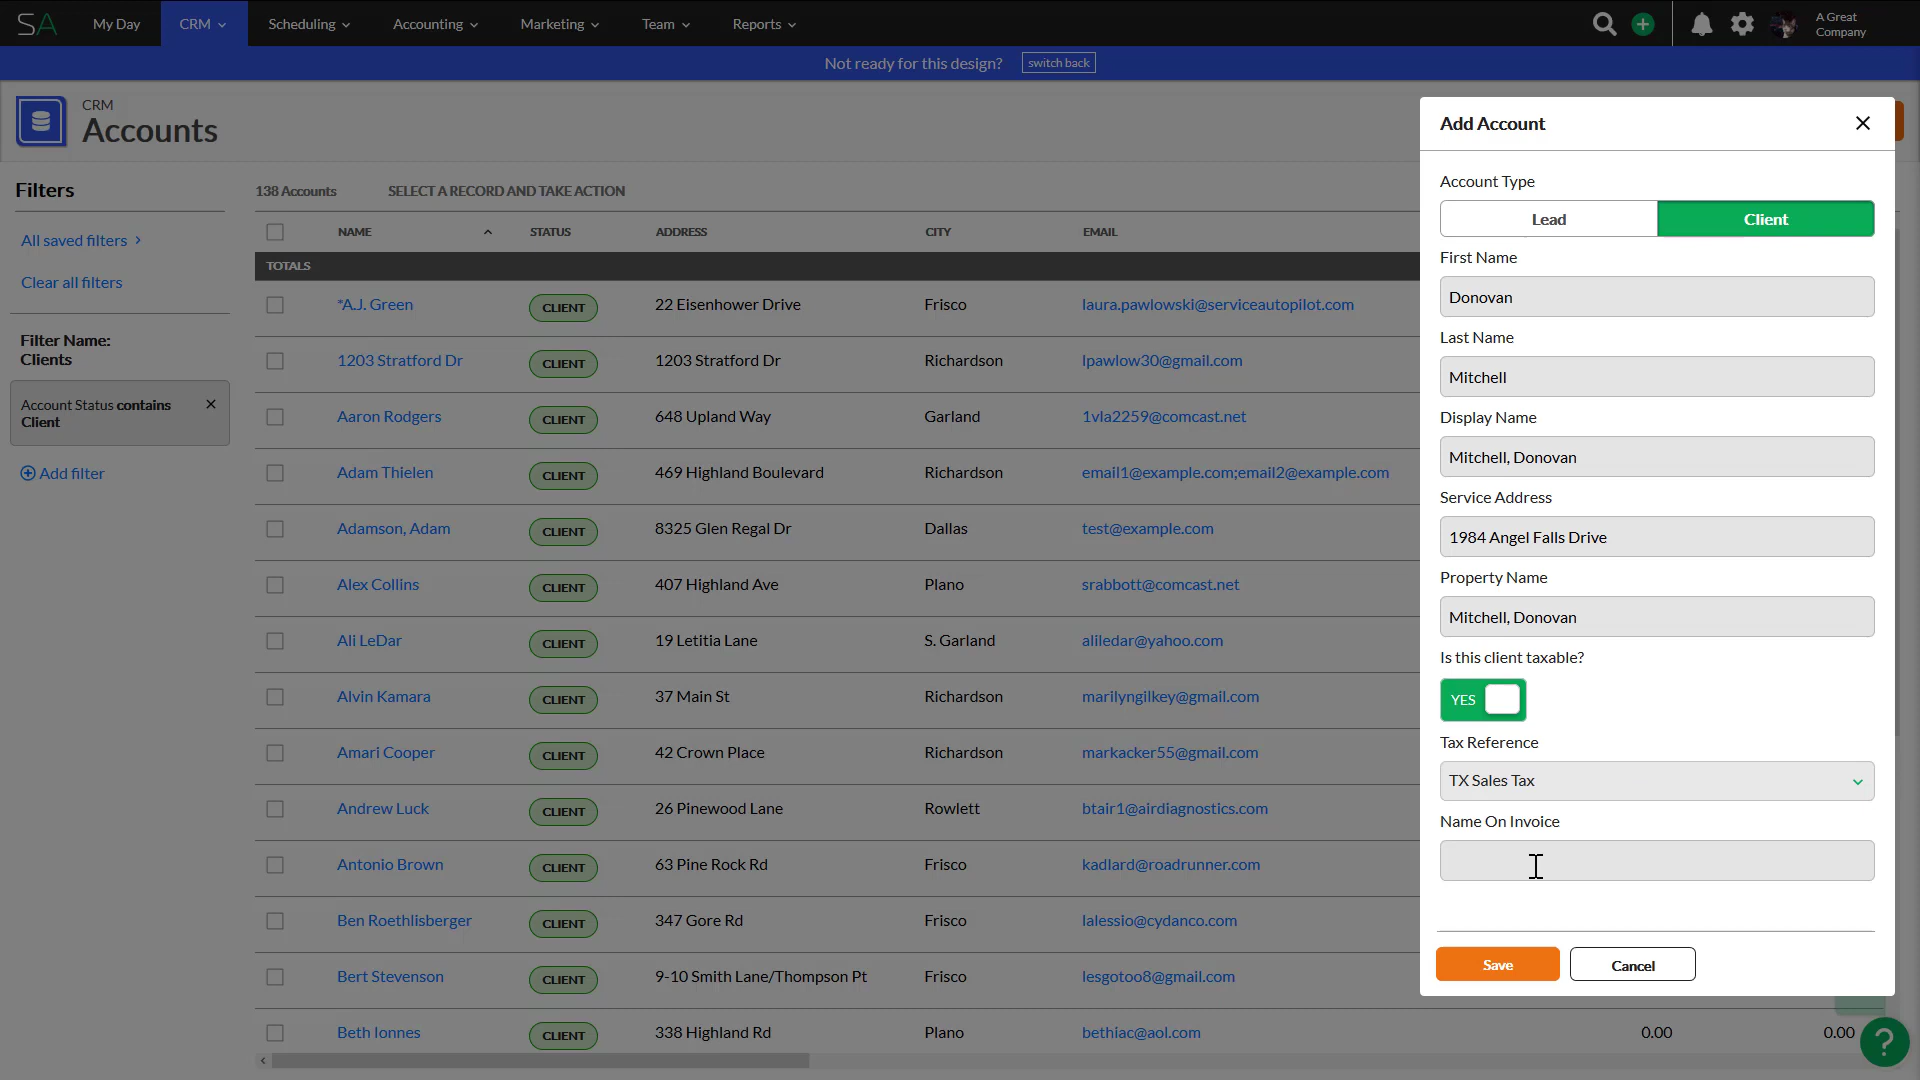 SA
My Day
CRM
Scheduling
Accounting
Marketing
Team
Reports
A Great
Company
Not ready for this design?
switch back
CRM
Accounts
Filters
All saved filters
Clear all filters
Filter Name:
Clients
Account Status contains
Client
Add filter
138 Accounts
SELECT A RECORD AND TAKE ACTION
NAME STATUS ADDRESS CITY EMAIL
TOTALS
*A.J. Green CLIENT 22 Eisenhower Drive Frisco laura.pawlowski@serviceautopilot.com
1203 Stratford Dr CLIENT 1203 Stratford Dr Richardson lpawlow30@gmail.com
Aaron Rodgers CLIENT 648 Upland Way Garland 1vla2259@comcast.net
Adam Thielen CLIENT 469 Highland Boulevard Richardson email1@example.com;email2@example.com
Adamson, Adam CLIENT 8325 Glen Regal Dr Dallas test@example.com
Alex Collins CLIENT 407 Highland Ave Plano srabbott@comcast.net
Ali LeDar CLIENT 19 Letitia Lane S. Garland aliledar@yahoo.com
Alvin Kamara CLIENT 37 Main St Richardson marilyngilkey@gmail.com
Amari Cooper CLIENT 42 Crown Place Richardson markacker55@gmail.com
Andrew Luck CLIENT 26 Pinewood Lane Rowlett btair1@airdiagnostics.com
Antonio Brown CLIENT 63 Pine Rock Rd Frisco kadlard@roadrunner.com
Ben Roethlisberger CLIENT 347 Gore Rd Frisco lalessio@cydanco.com
Bert Stevenson CLIENT 9-10 Smith Lane/Thompson Pt Frisco lesgotoo8@gmail.com
Beth Ionnes CLIENT 338 Highland Rd Plano bethiac@aol.com 0.00 0.00
Add Account
Account Type
Lead
Client
First Name
Donovan
Last Name
Mitchell
Display Name
Mitchell, Donovan
Service Address
1984 Angel Falls Drive
Property Name
Mitchell, Donovan
Is this client taxable?
YES
Tax Reference
TX Sales Tax
Name On Invoice
Save
Cancel
?